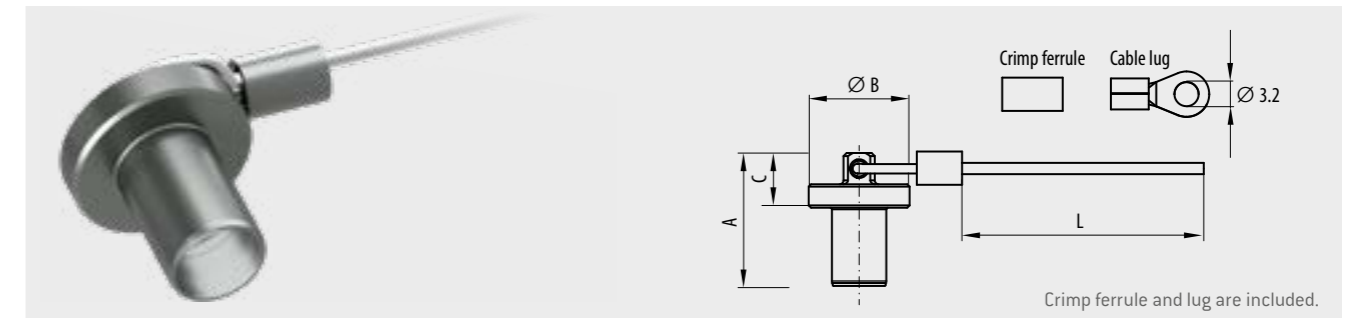 Crimp ferrule Cable lug
∅ B
∅ 3.2
C
A
L
Crimp ferrule and lug are included.